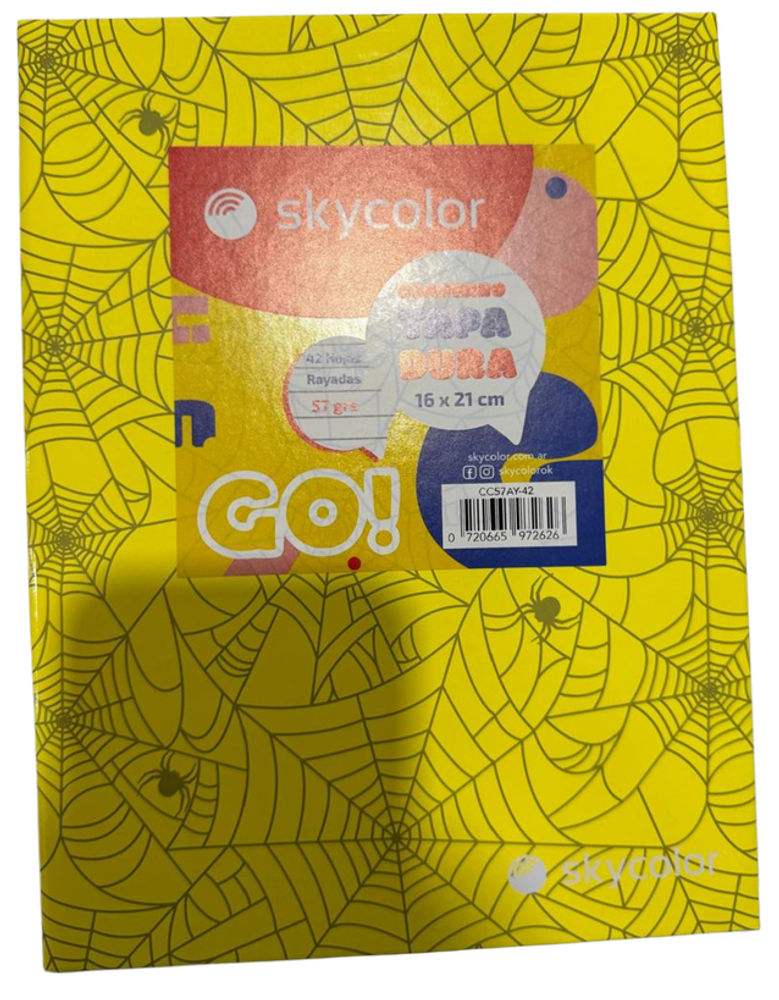 skycolor
CUADERNO
TAPA
DURA
16 x 21 cm
42 Hojas
Rayadas
57 grs
skycolor.com.ar
skycolorok
GO!
CC57AY-42
0 720665 972626
skycolor